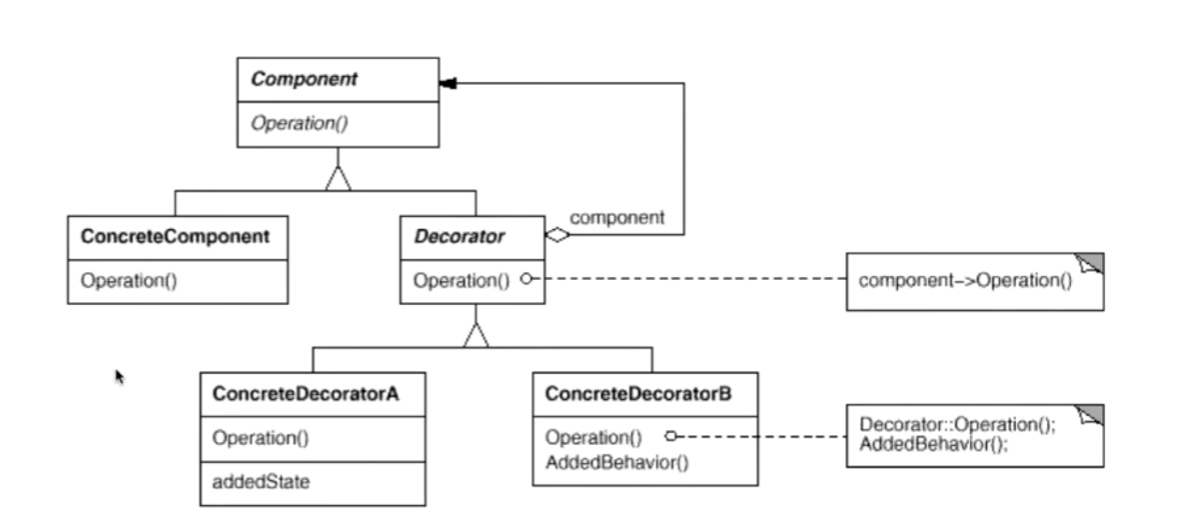 Component
Operation()
component
ConcreteComponent
Operation()
Decorator
Operation()
component–>Operation()
ConcreteDecoratorA
Operation()
addedState
ConcreteDecoratorB
Operation()
AddedBehavior()
Decorator::Operation();
AddedBehavior();